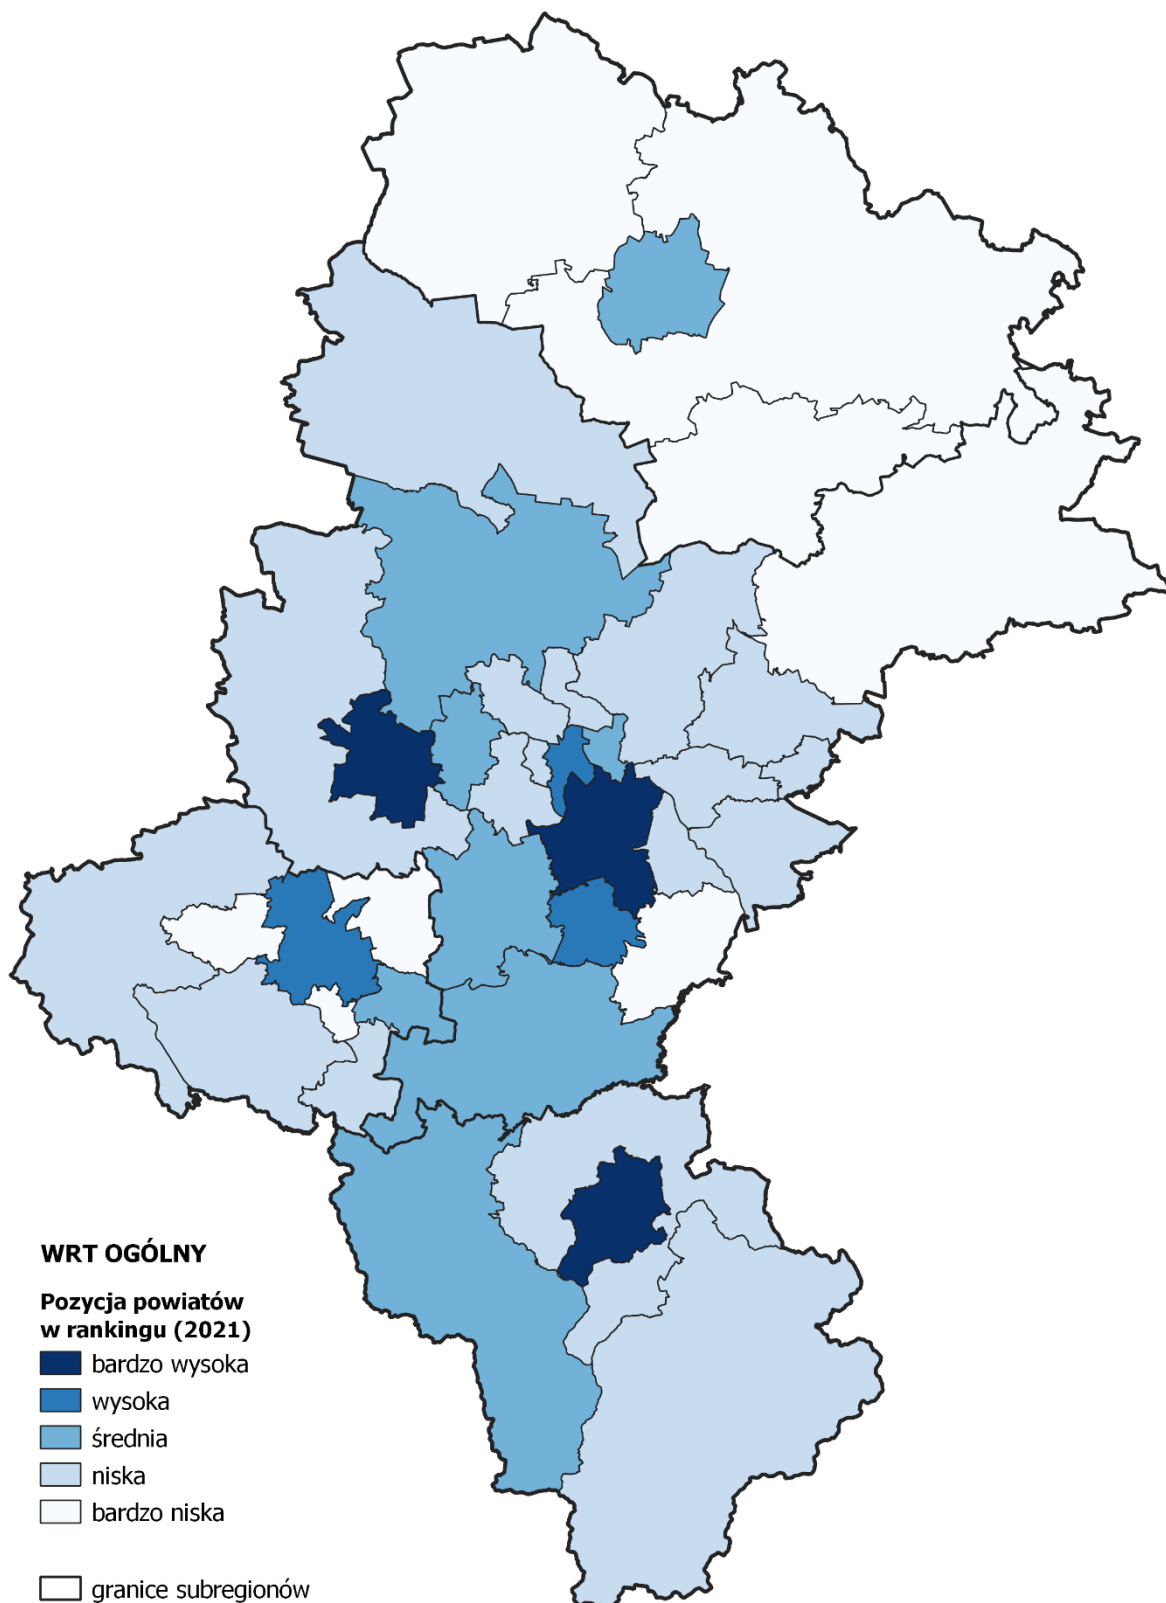 WRT OGÓLNY
Pozycja powiatów
w rankingu (2021)
bardzo wysoka
wysoka
średnia
niska
bardzo niska
granice subregionów